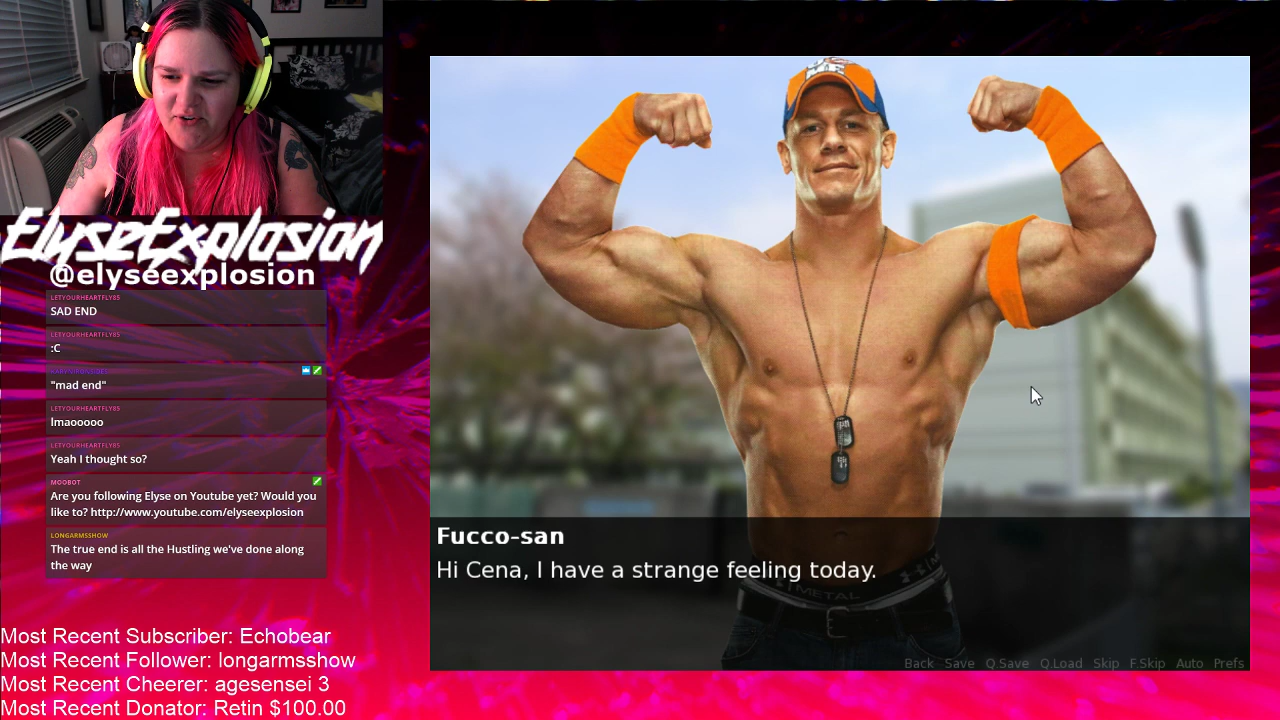 ElyseExplosion
@elyseexplosion
LETYOURHEARTFLY85
SAD END
LETYOURHEARTFLY85
:C
"mad end"
LETYOURHEARTFLY85
lmaooooo
LETYOURHEARTFLY85
Yeah I thought so?
MOOBOT
Are you following Elyse on Youtube yet? Would you
like to? http://www.youtube.com/elyseexplosion
LONGARMSSHOW
The true end is all the Hustling we've done along
the way
Most Recent Subscriber: Echobear
Most Recent Follower: longarmsshow
Most Recent Cheerer: agesensei 3
Most Recent Donator: Retin $100.00
Fucco-san
Hi Cena, I have a strange feeling today.
METAL
Back Save Q.Save Q.Load Skip F.Skip Auto Prefs